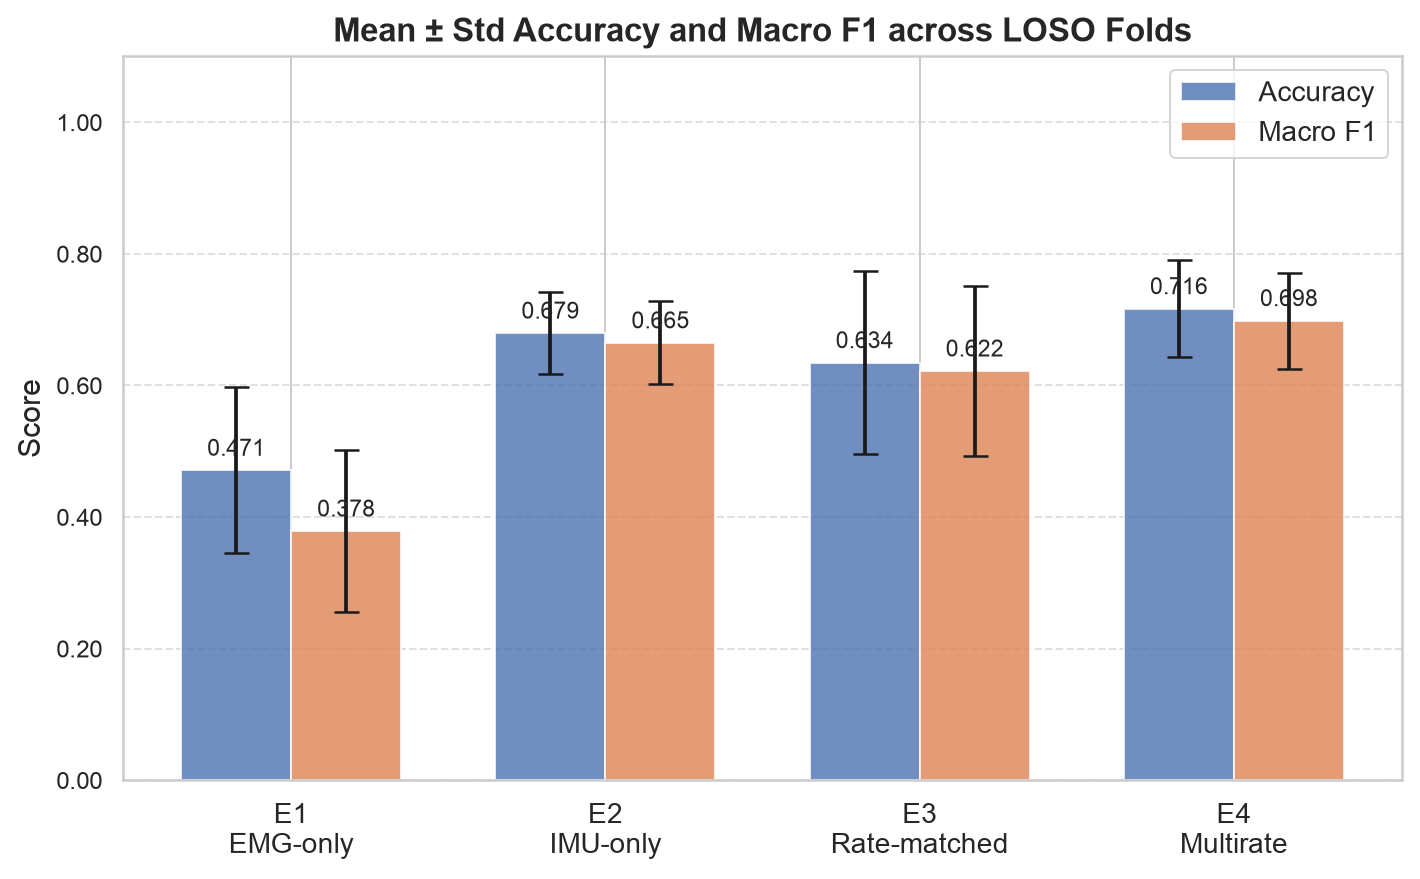 Mean ± Std Accuracy and Macro F1 across LOSO Folds
Accuracy
Macro F1
Score
1.00
0.80
0.60
0.40
0.20
0.00
0.471
0.378
0.679
0.665
0.634
0.622
0.716
0.698
E1
EMG-only
E2
IMU-only
E3
Rate-matched
E4
Multirate